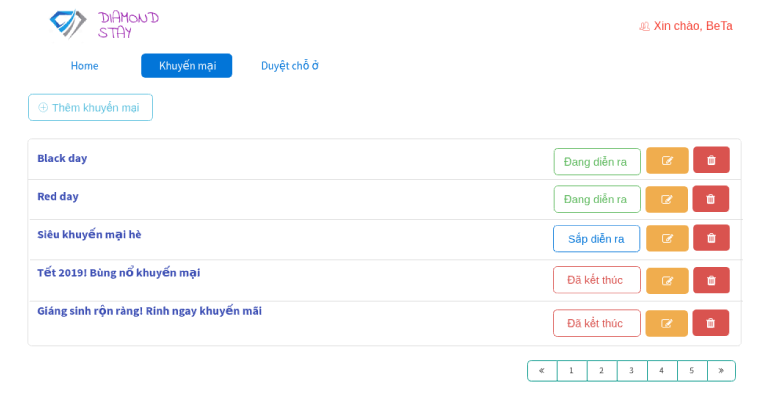 DIAMOND
STAY
Xin chào, BeTa
Home Khuyến mại Duyệt chỗ ở
Thêm khuyến mại
Black day Đang diễn ra
Red day Đang diễn ra
Siêu khuyến mại hè Sắp diễn ra
Tết 2019! Bùng nổ khuyến mại Đã kết thúc
Giáng sinh rộn ràng! Rinh ngay khuyến mãi Đã kết thúc
« 1 2 3 4 5 »